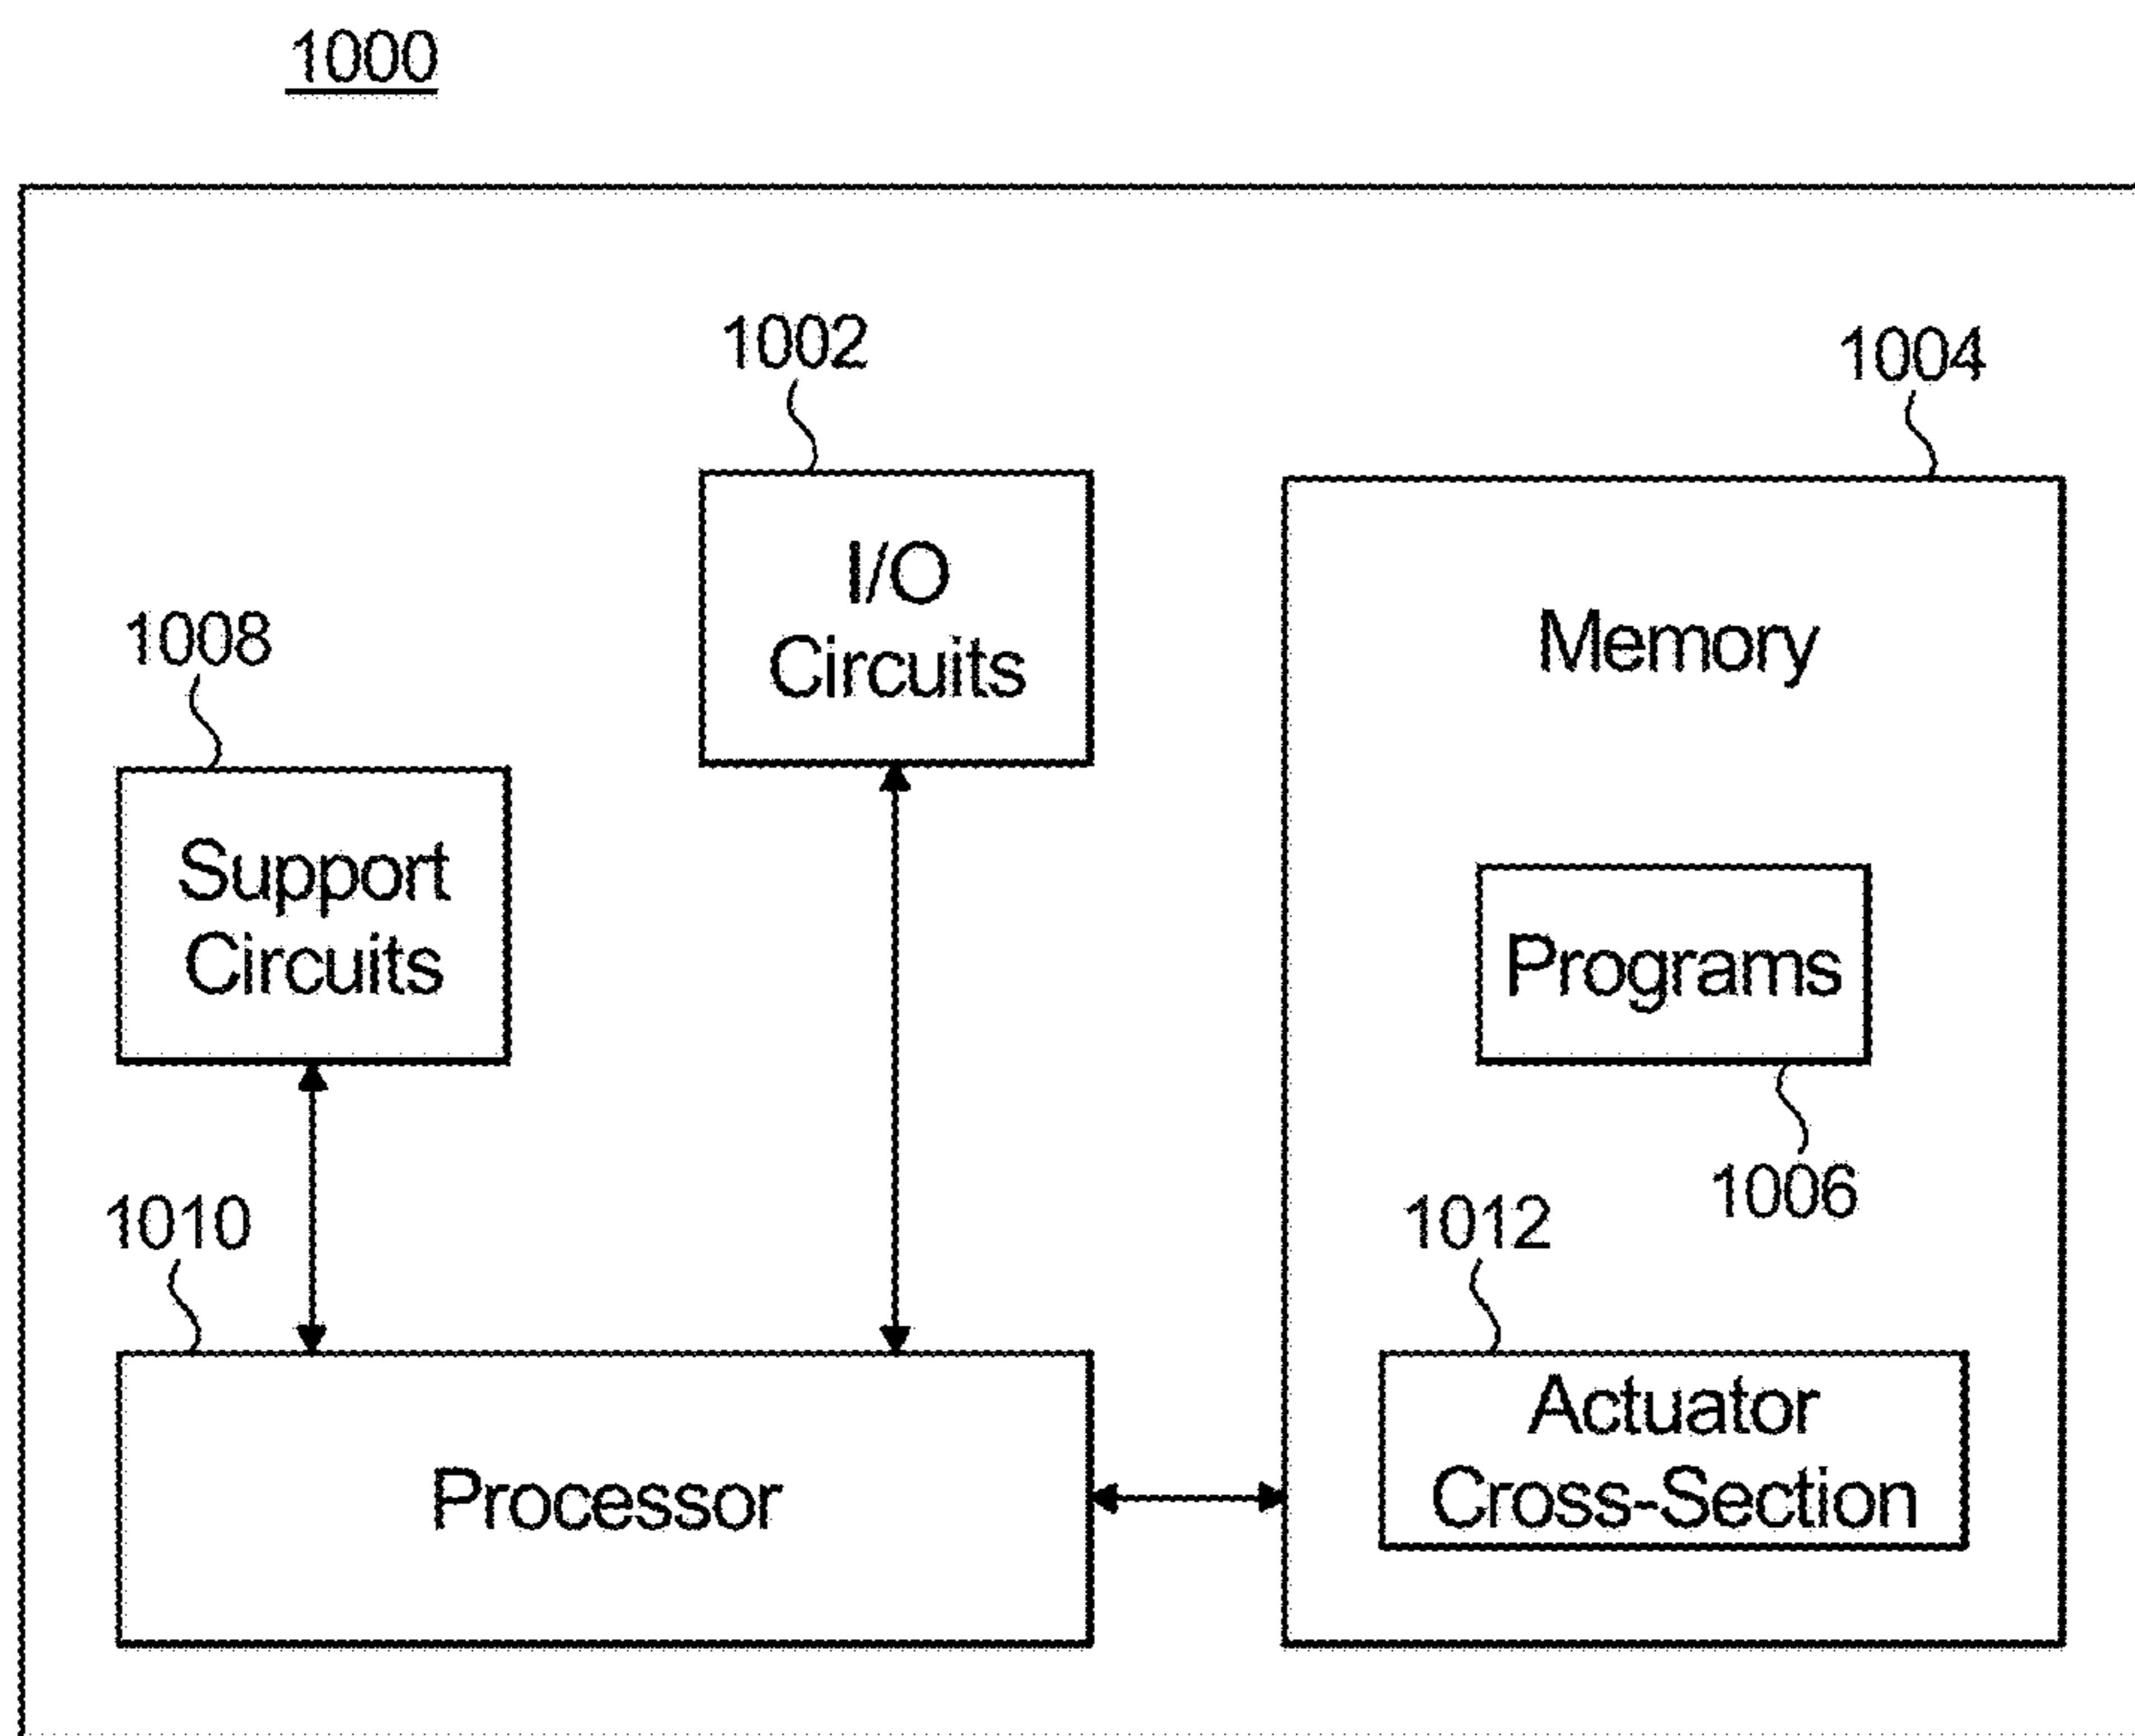 1000
1002
1004
I/O
Circuits
Memory
1008
Support
Circuits
Programs
1006
1010
1012
Processor
Actuator
Cross-Section